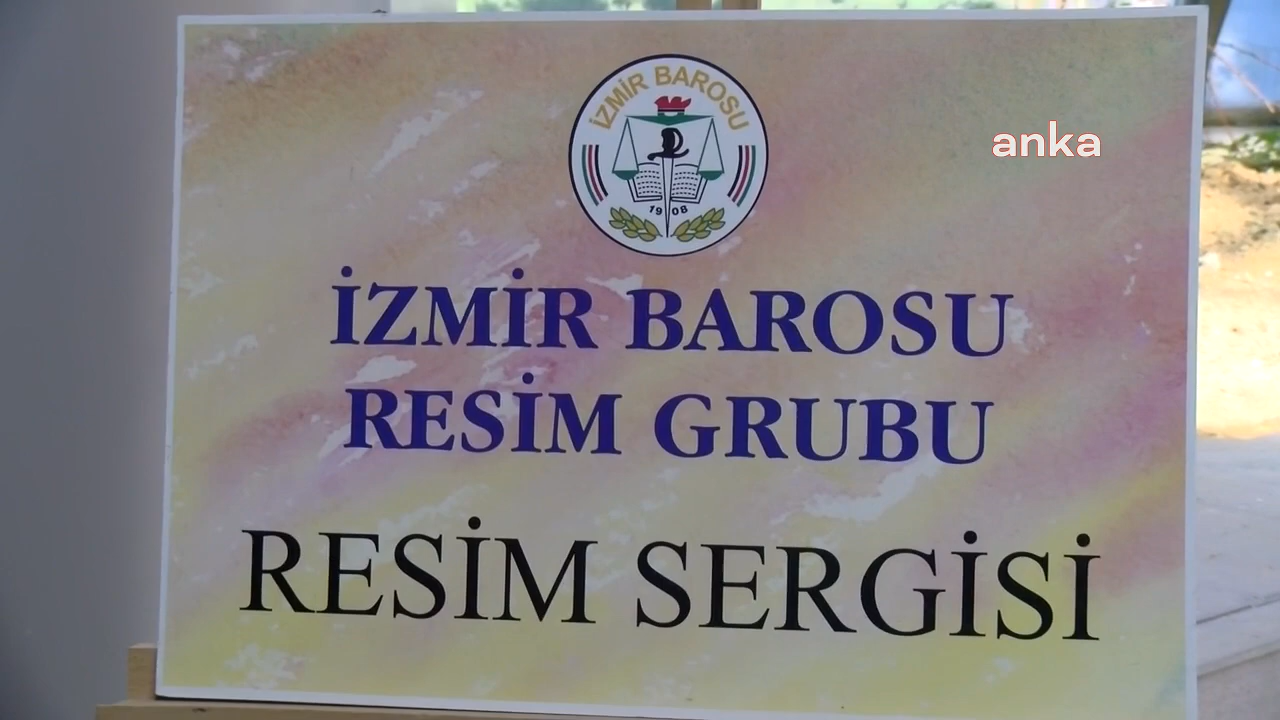 İZMİR BAROSU
anka
1908
İZMİR BAROSU
RESİM GRUBU
RESİM SERGİSİ